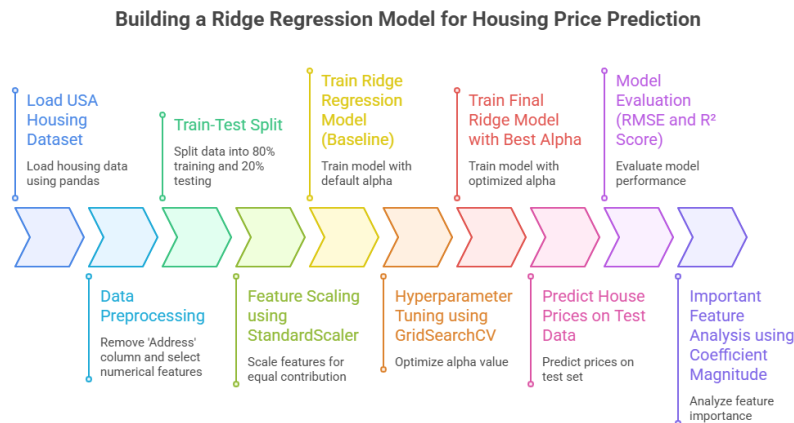 Building a Ridge Regression Model for Housing Price Prediction
Load USA
Housing
Dataset
Load housing data
using pandas
Data
Preprocessing
Remove 'Address'
column and select
numerical features
Train-Test Split
Split data into 80%
training and 20%
testing
Feature Scaling
using
StandardScaler
Scale features for
equal contribution
Train Ridge
Regression
Model
(Baseline)
Train model with
default alpha
Hyperparameter
Tuning using
GridSearchCV
Optimize alpha value
Train Final
Ridge Model
with Best Alpha
Train model with
optimized alpha
Predict House
Prices on Test
Data
Predict prices on
test set
Model
Evaluation
(RMSE and R²
Score)
Evaluate model
performance
Important
Feature
Analysis using
Coefficient
Magnitude
Analyze feature
importance